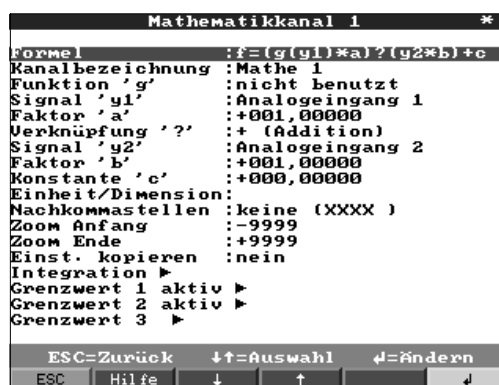 Mathematikkanal 1 *
Formel :f=(g(y1)*a)?(y2*b)+c
Kanalbezeichnung :Mathe 1
Funktion 'g' :nicht benutzt
Signal 'y1' :Analogeingang 1
Faktor 'a' :+001,00000
Verknüpfung '?' :+ (Addition)
Signal 'y2' :Analogeingang 2
Faktor 'b' :+001,00000
Konstante 'c' :+000,00000
Einheit/Dimension:
Nachkommastellen :keine (XXXX )
Zoom Anfang :-9999
Zoom Ende :+9999
Einst. kopieren :nein
Integration ►
Grenzwert 1 aktiv ►
Grenzwert 2 aktiv ►
Grenzwert 3 ►
ESC=Zurück ↓↑=Auswahl ↲=Ändern
ESC Hilfe ↓ ↑ ↲